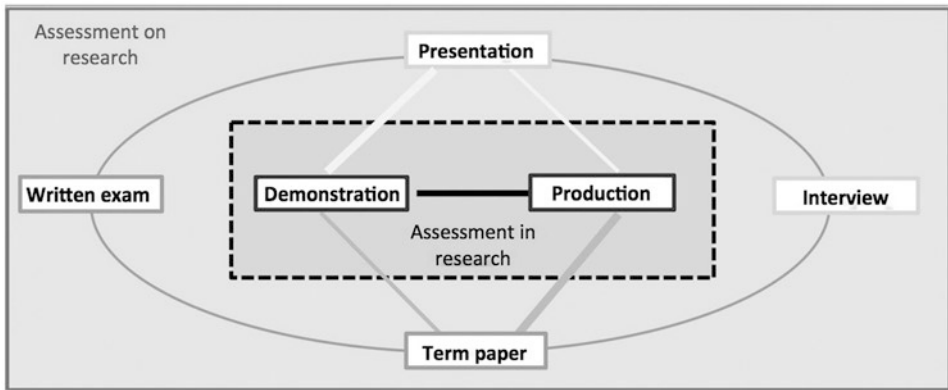 Assessment on
research
Presentation
Written exam
Demonstration
Production
Interview
Assessment in
research
Term paper